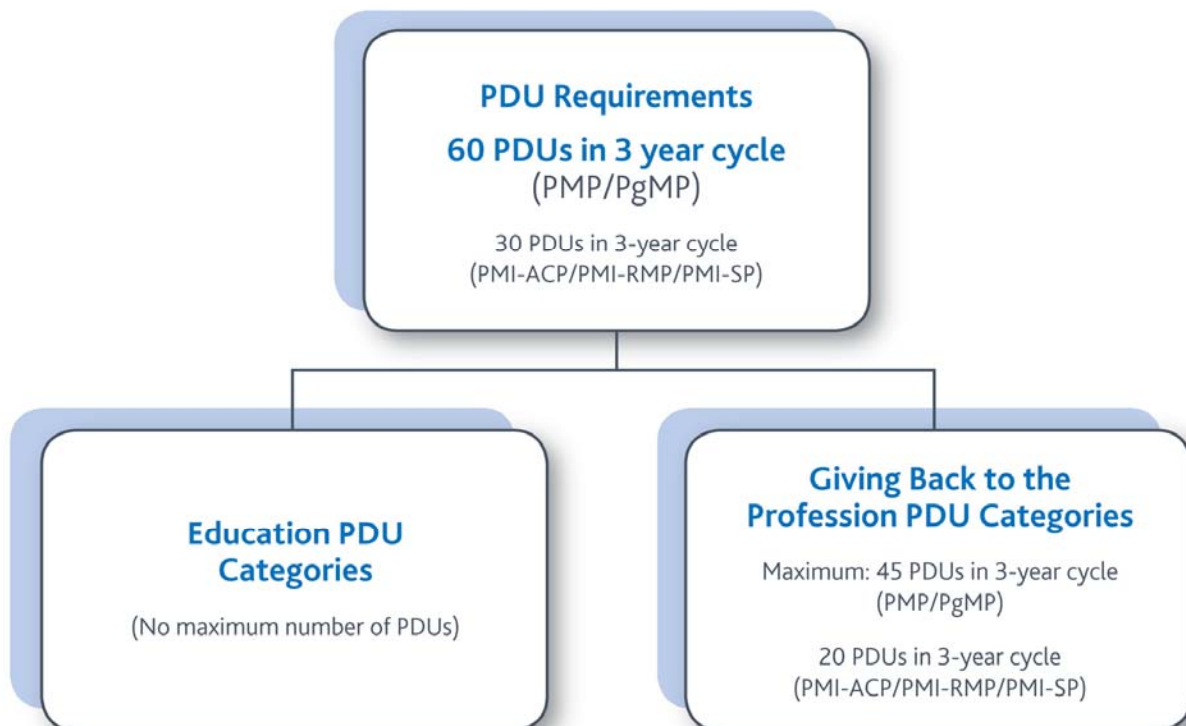 PDU Requirements
60 PDUs in 3 year cycle
(PMP/PgMP)
30 PDUs in 3-year cycle
(PMI-ACP/PMI-RMP/PMI-SP)
Education PDU
Categories
(No maximum number of PDUs)
Giving Back to the
Profession PDU Categories
Maximum: 45 PDUs in 3-year cycle
(PMP/PgMP)
20 PDUs in 3-year cycle
(PMI-ACP/PMI-RMP/PMI-SP)